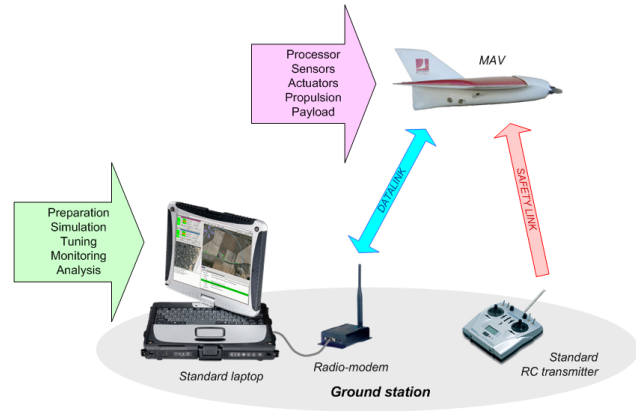 Processor
Sensors
Actuators
Propulsion
Payload
MAV
DATALINK
SAFETY LINK
Preparation
Simulation
Tuning
Monitoring
Analysis
Standard laptop
Radio-modem
Standard
RC transmitter
Ground station